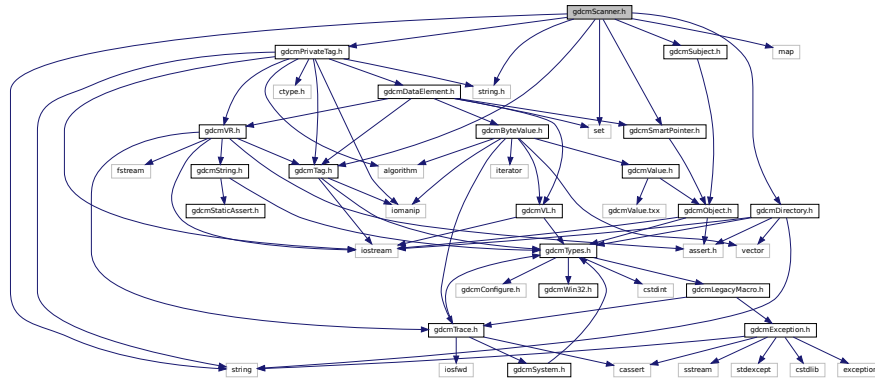 gdcmScanner.h
gdcmPrivateTag.h
gdcmSubject.h
map
ctype.h
gdcmDataElement.h
string.h
gdcmVR.h
gdcmByteValue.h
set
gdcmSmartPointer.h
fstream
gdcmString.h
gdcmTag.h
algorithm
iterator
gdcmValue.h
gdcmStaticAssert.h
iomanip
gdcmVL.h
gdcmValue.txx
gdcmObject.h
gdcmDirectory.h
iostream
gdcmTypes.h
assert.h
vector
gdcmConfigure.h
gdcmWin32.h
cstdint
gdcmLegacyMacro.h
gdcmTrace.h
gdcmException.h
string
iosfwd
gdcmSystem.h
cassert
sstream
stdexcept
cstdlib
exception